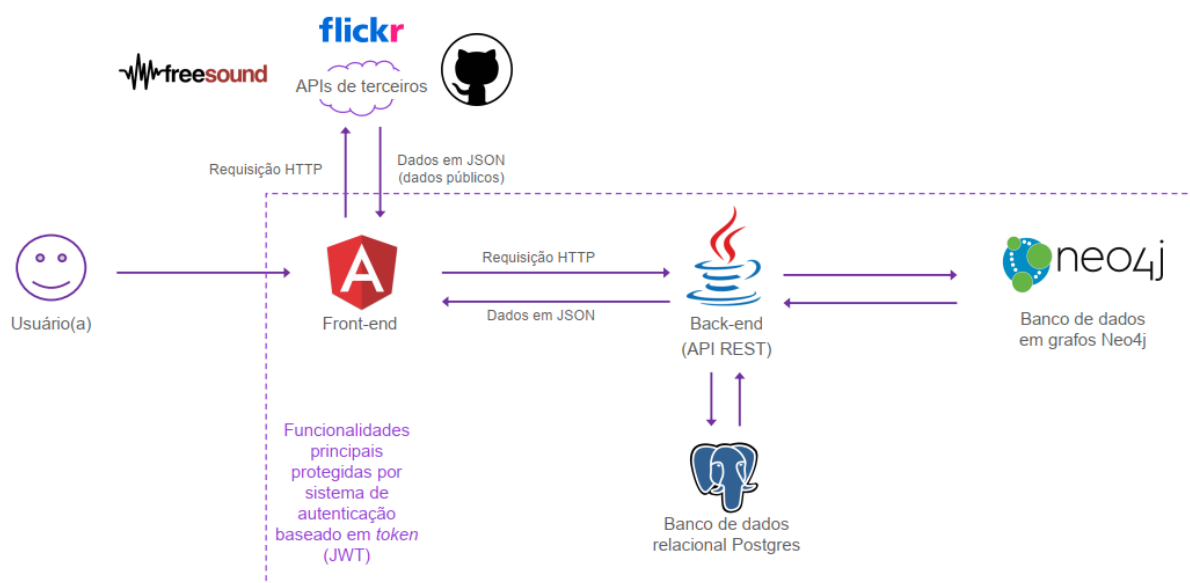 flickr
freesound
APIs de terceiros
Requisição HTTP
Dados em JSON
(dados públicos)
Usuário(a)
Front-end
Requisição HTTP
Dados em JSON
Back-end
(API REST)
neo4j
Banco de dados
em grafos Neo4j
Funcionalidades
principais
protegidas por
sistema de
autenticação
baseado em token
(JWT)
Banco de dados
relacional Postgres